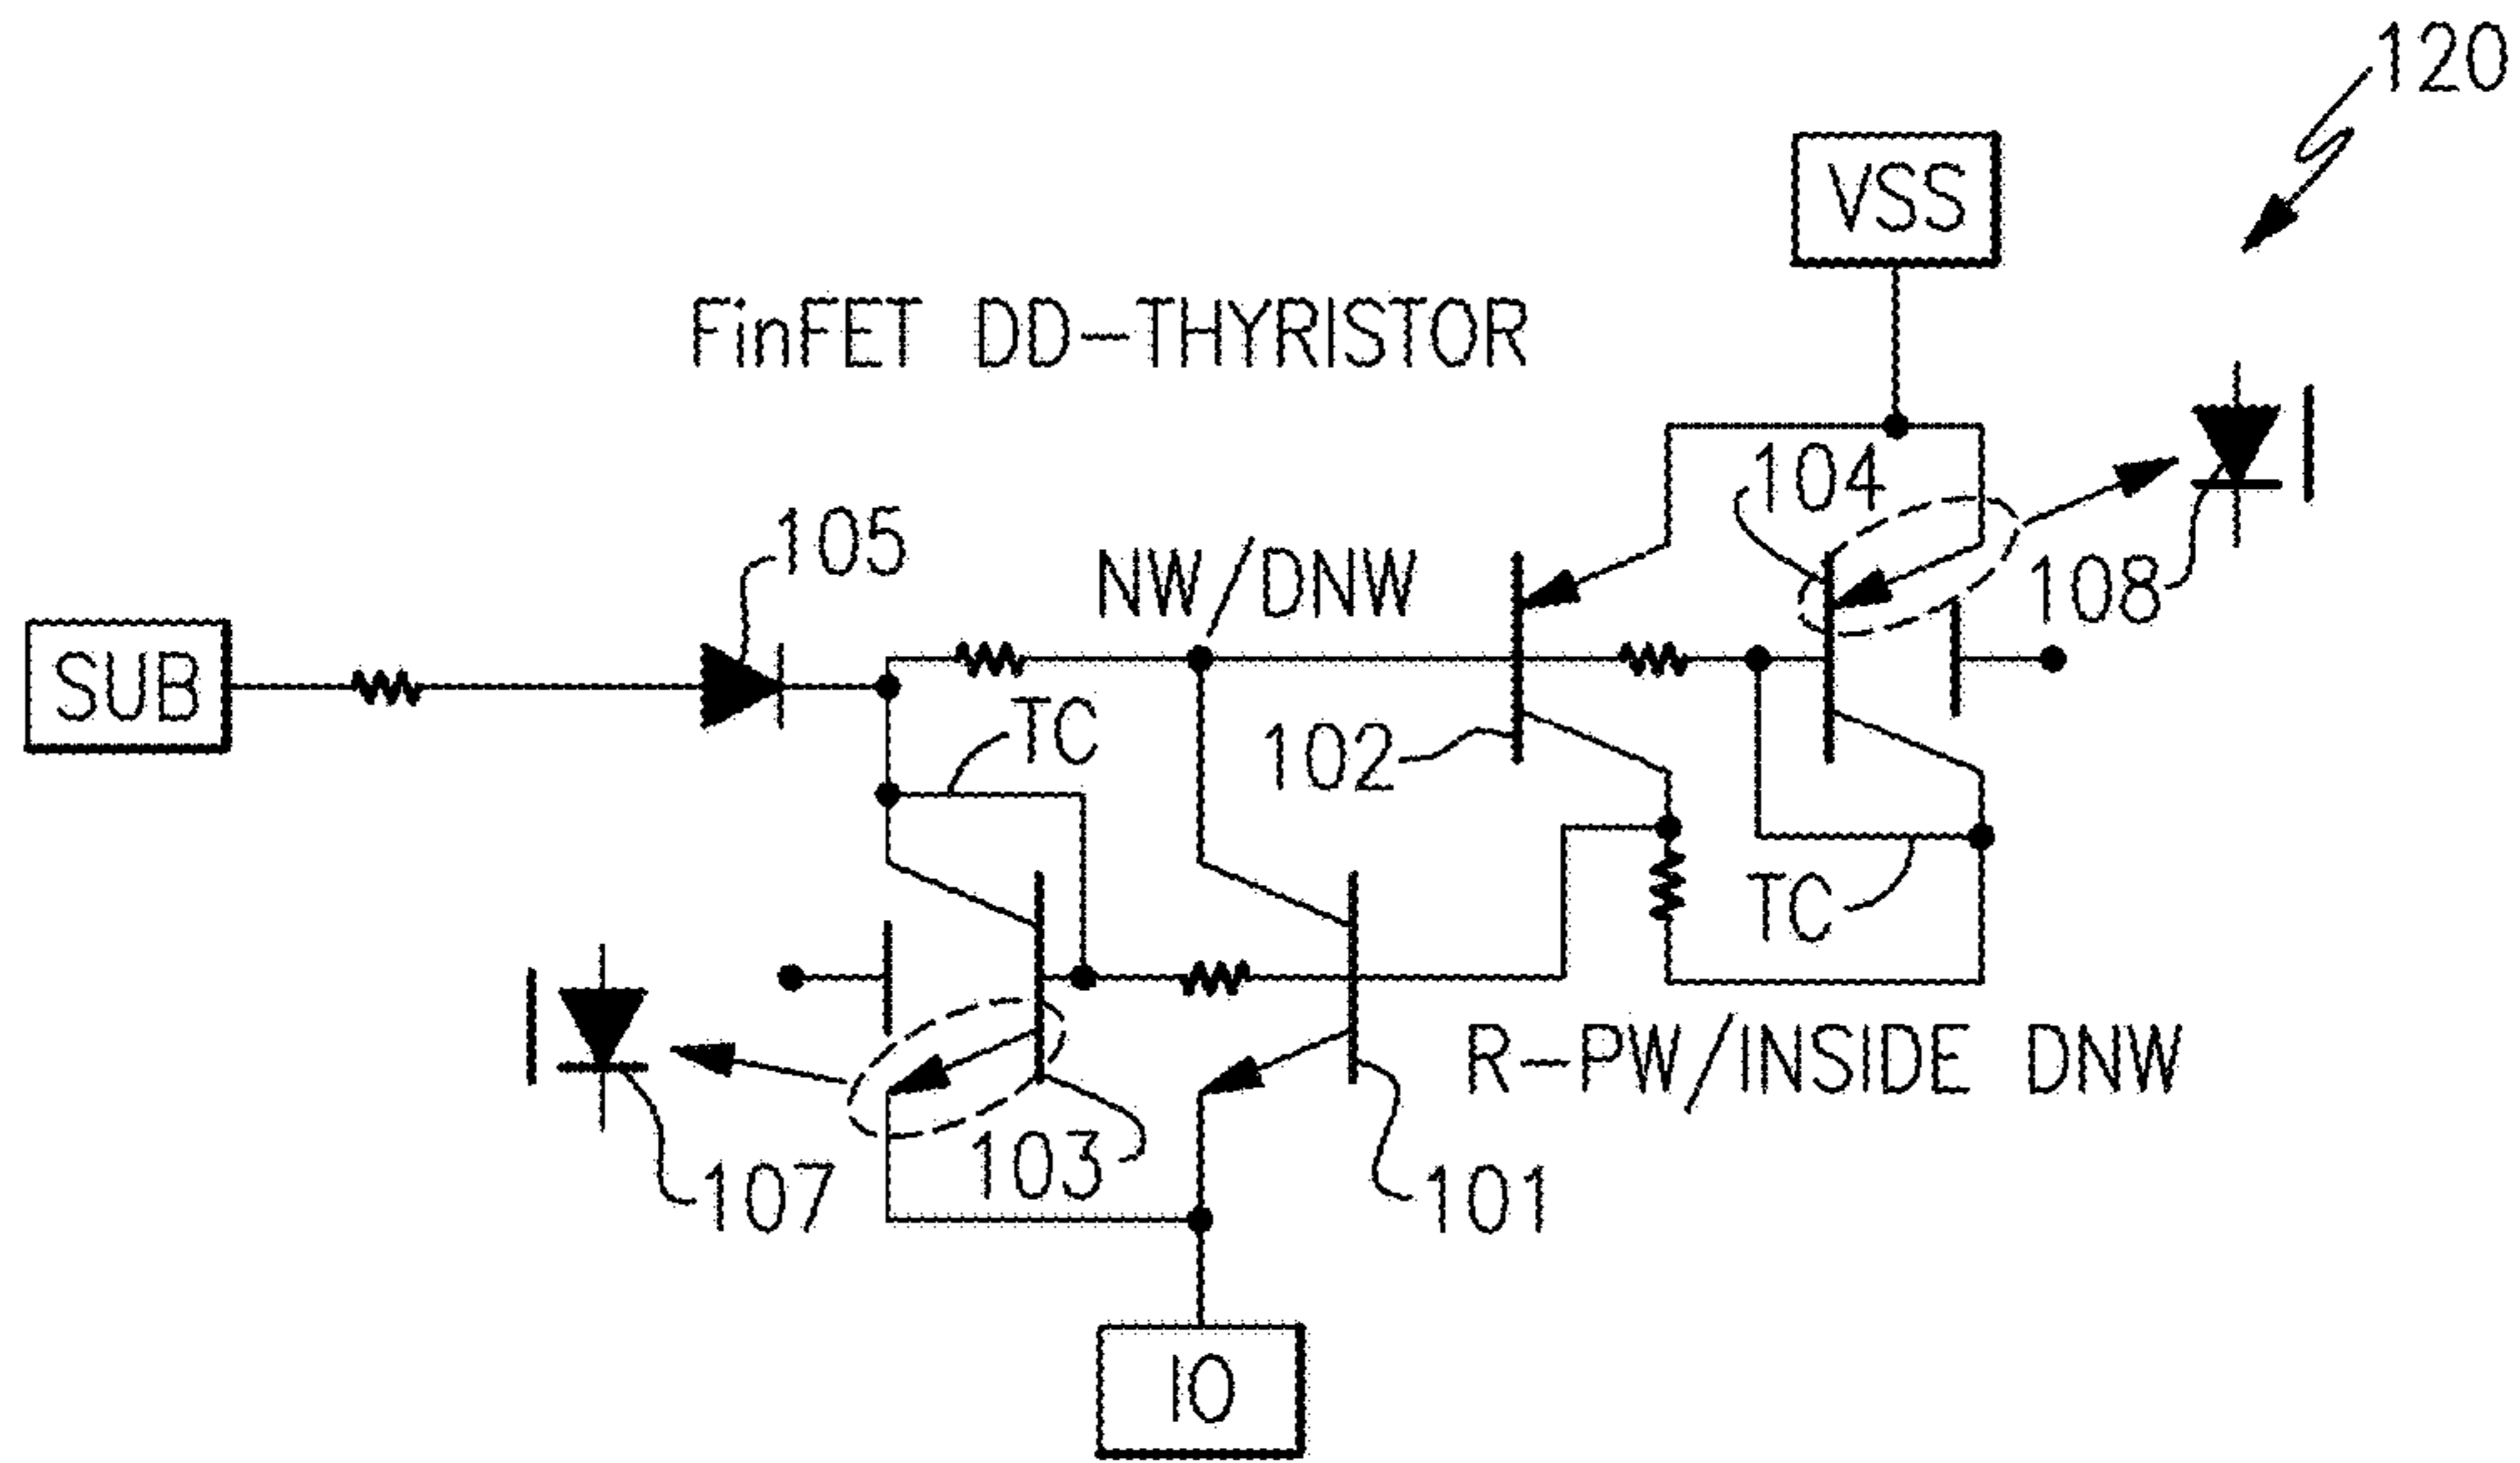 120
VSS
FinFET DD-THYRISTOR
104
105
NW/DNW
108
SUB
TC
102
TC
R-PW/INSIDE DNW
103
107
101
IO